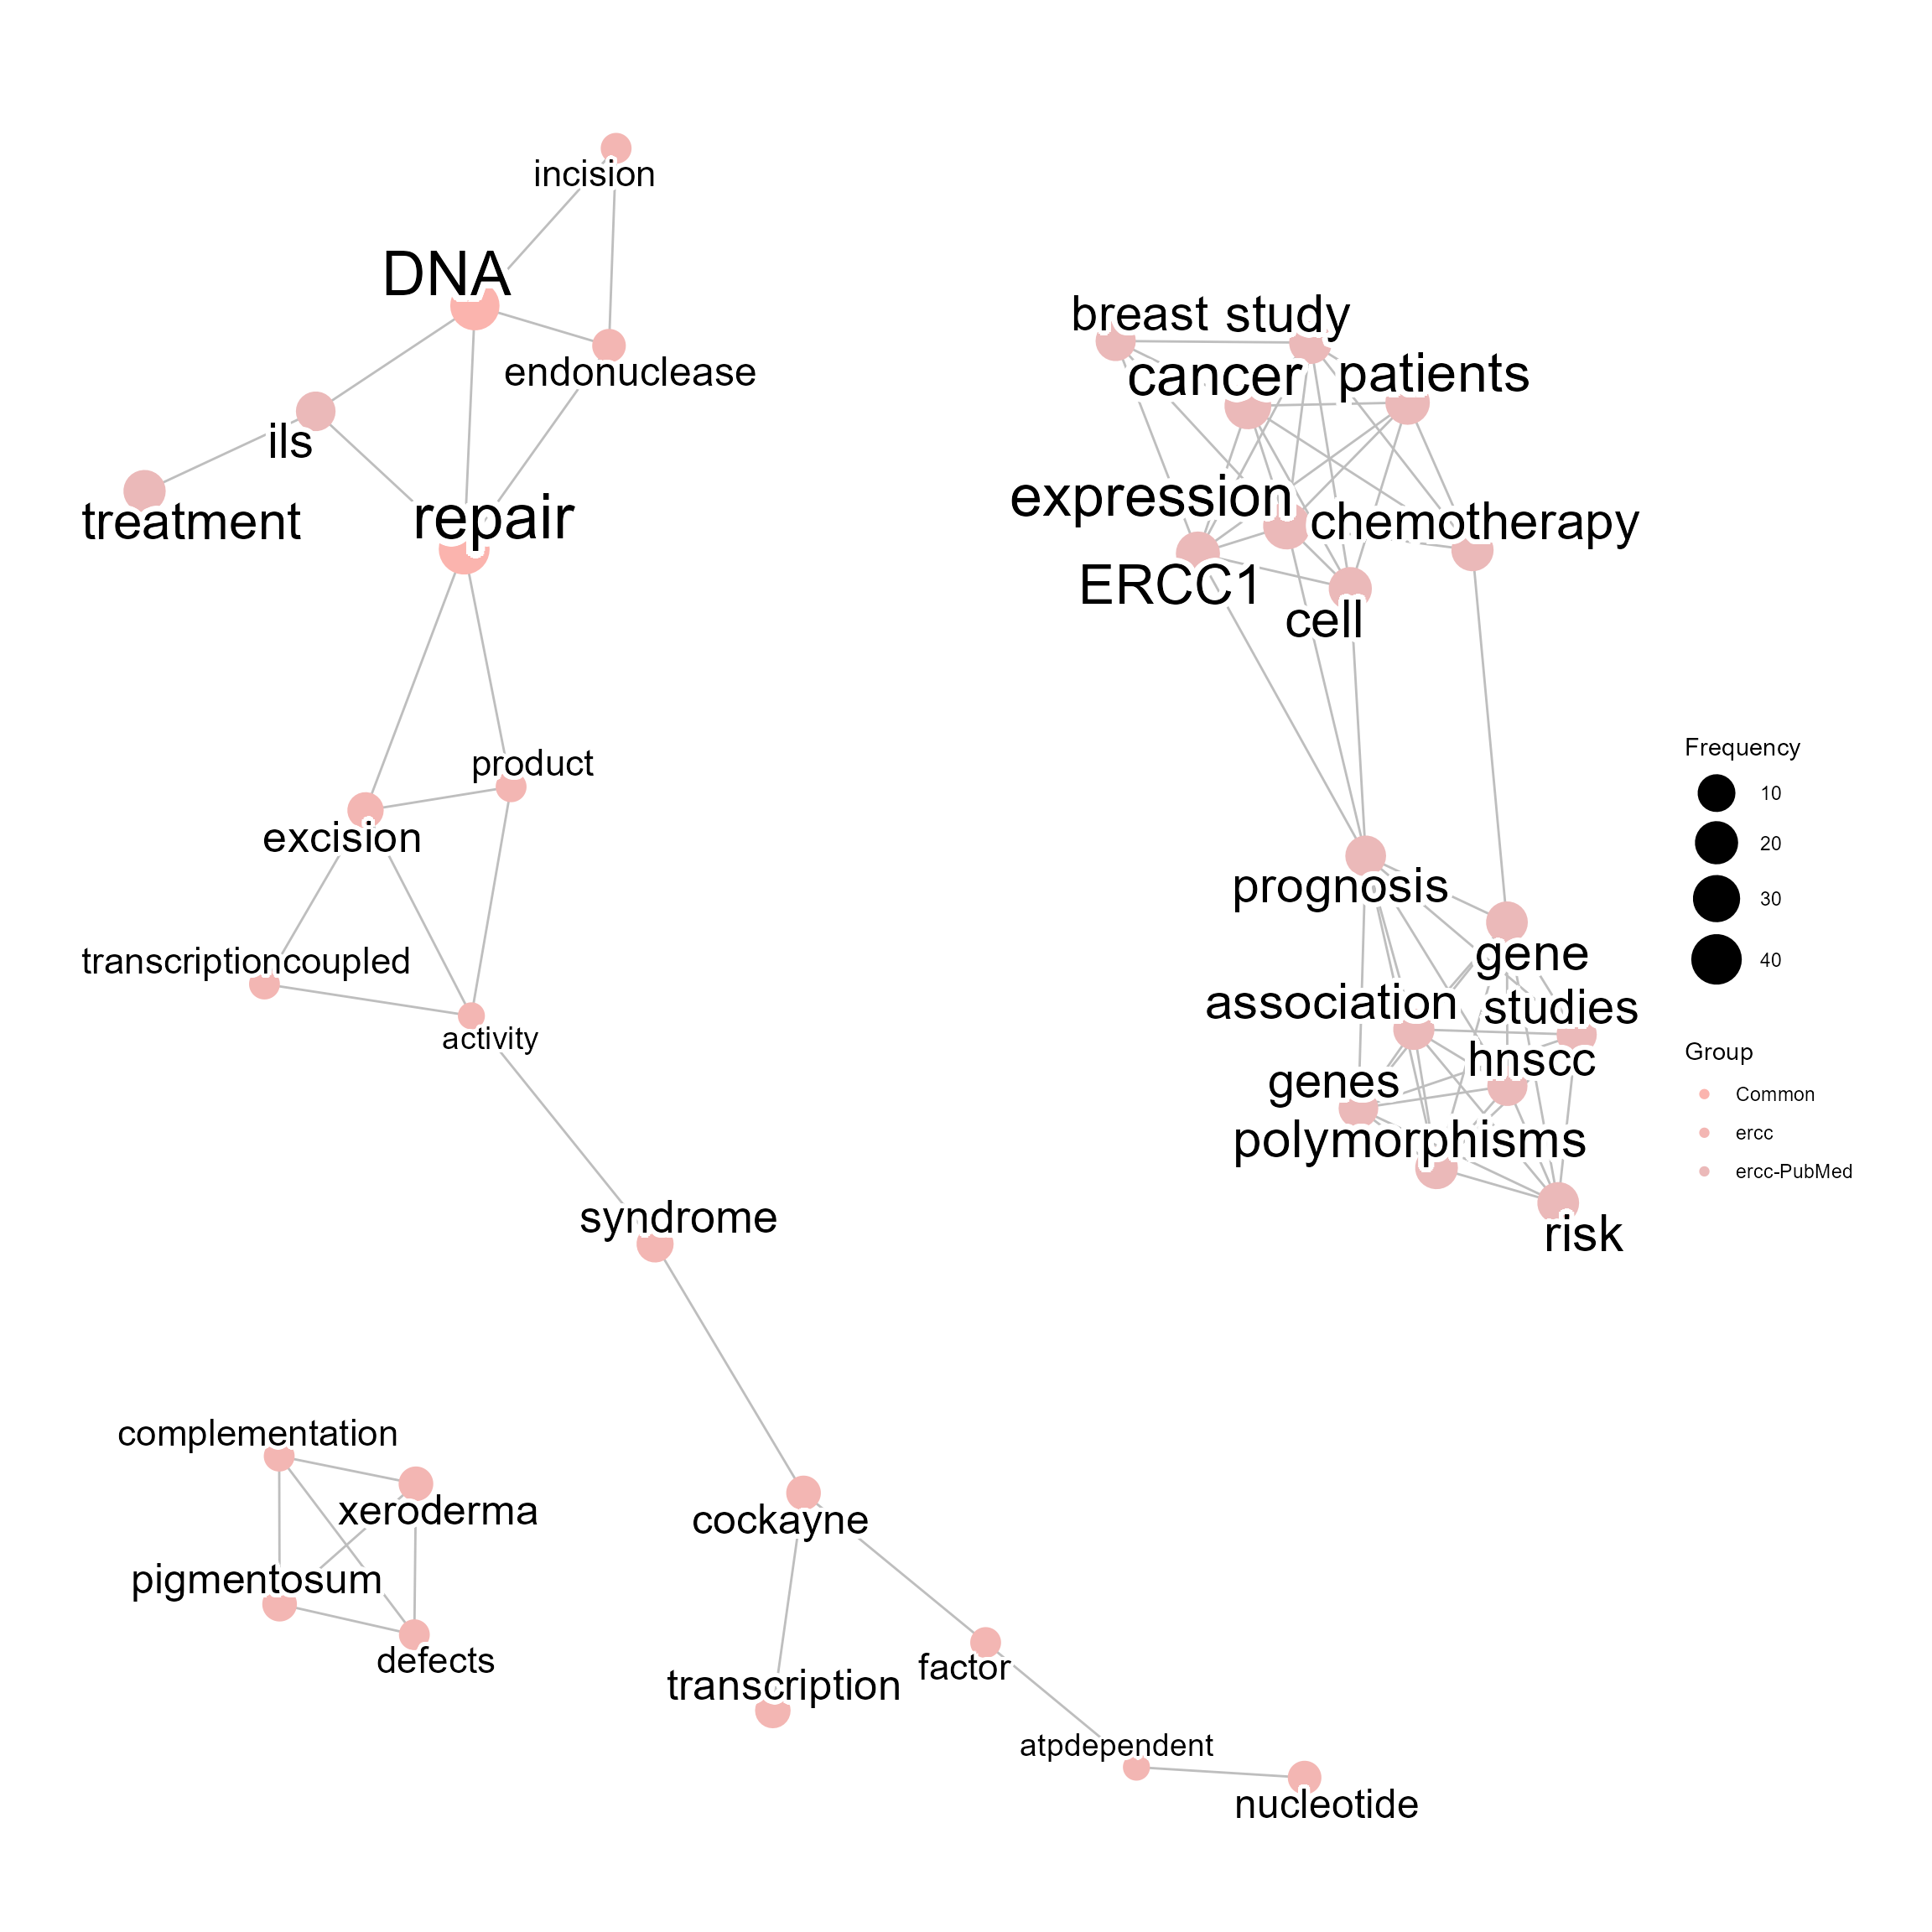 incision
DNA
endonuclease
ils
treatment
repair
product
excision
transcriptioncoupled
activity
syndrome
complementation
xeroderma
pigmentosum
defects
cockayne
transcription
factor
atpdependent
nucleotide
breast
study
cancer
patients
expression
chemotherapy
ERCC1
cell
prognosis
gene
association
studies
hnscc
genes
polymorphisms
risk
Frequency
10
20
30
40
Group
Common
ercc
ercc-PubMed